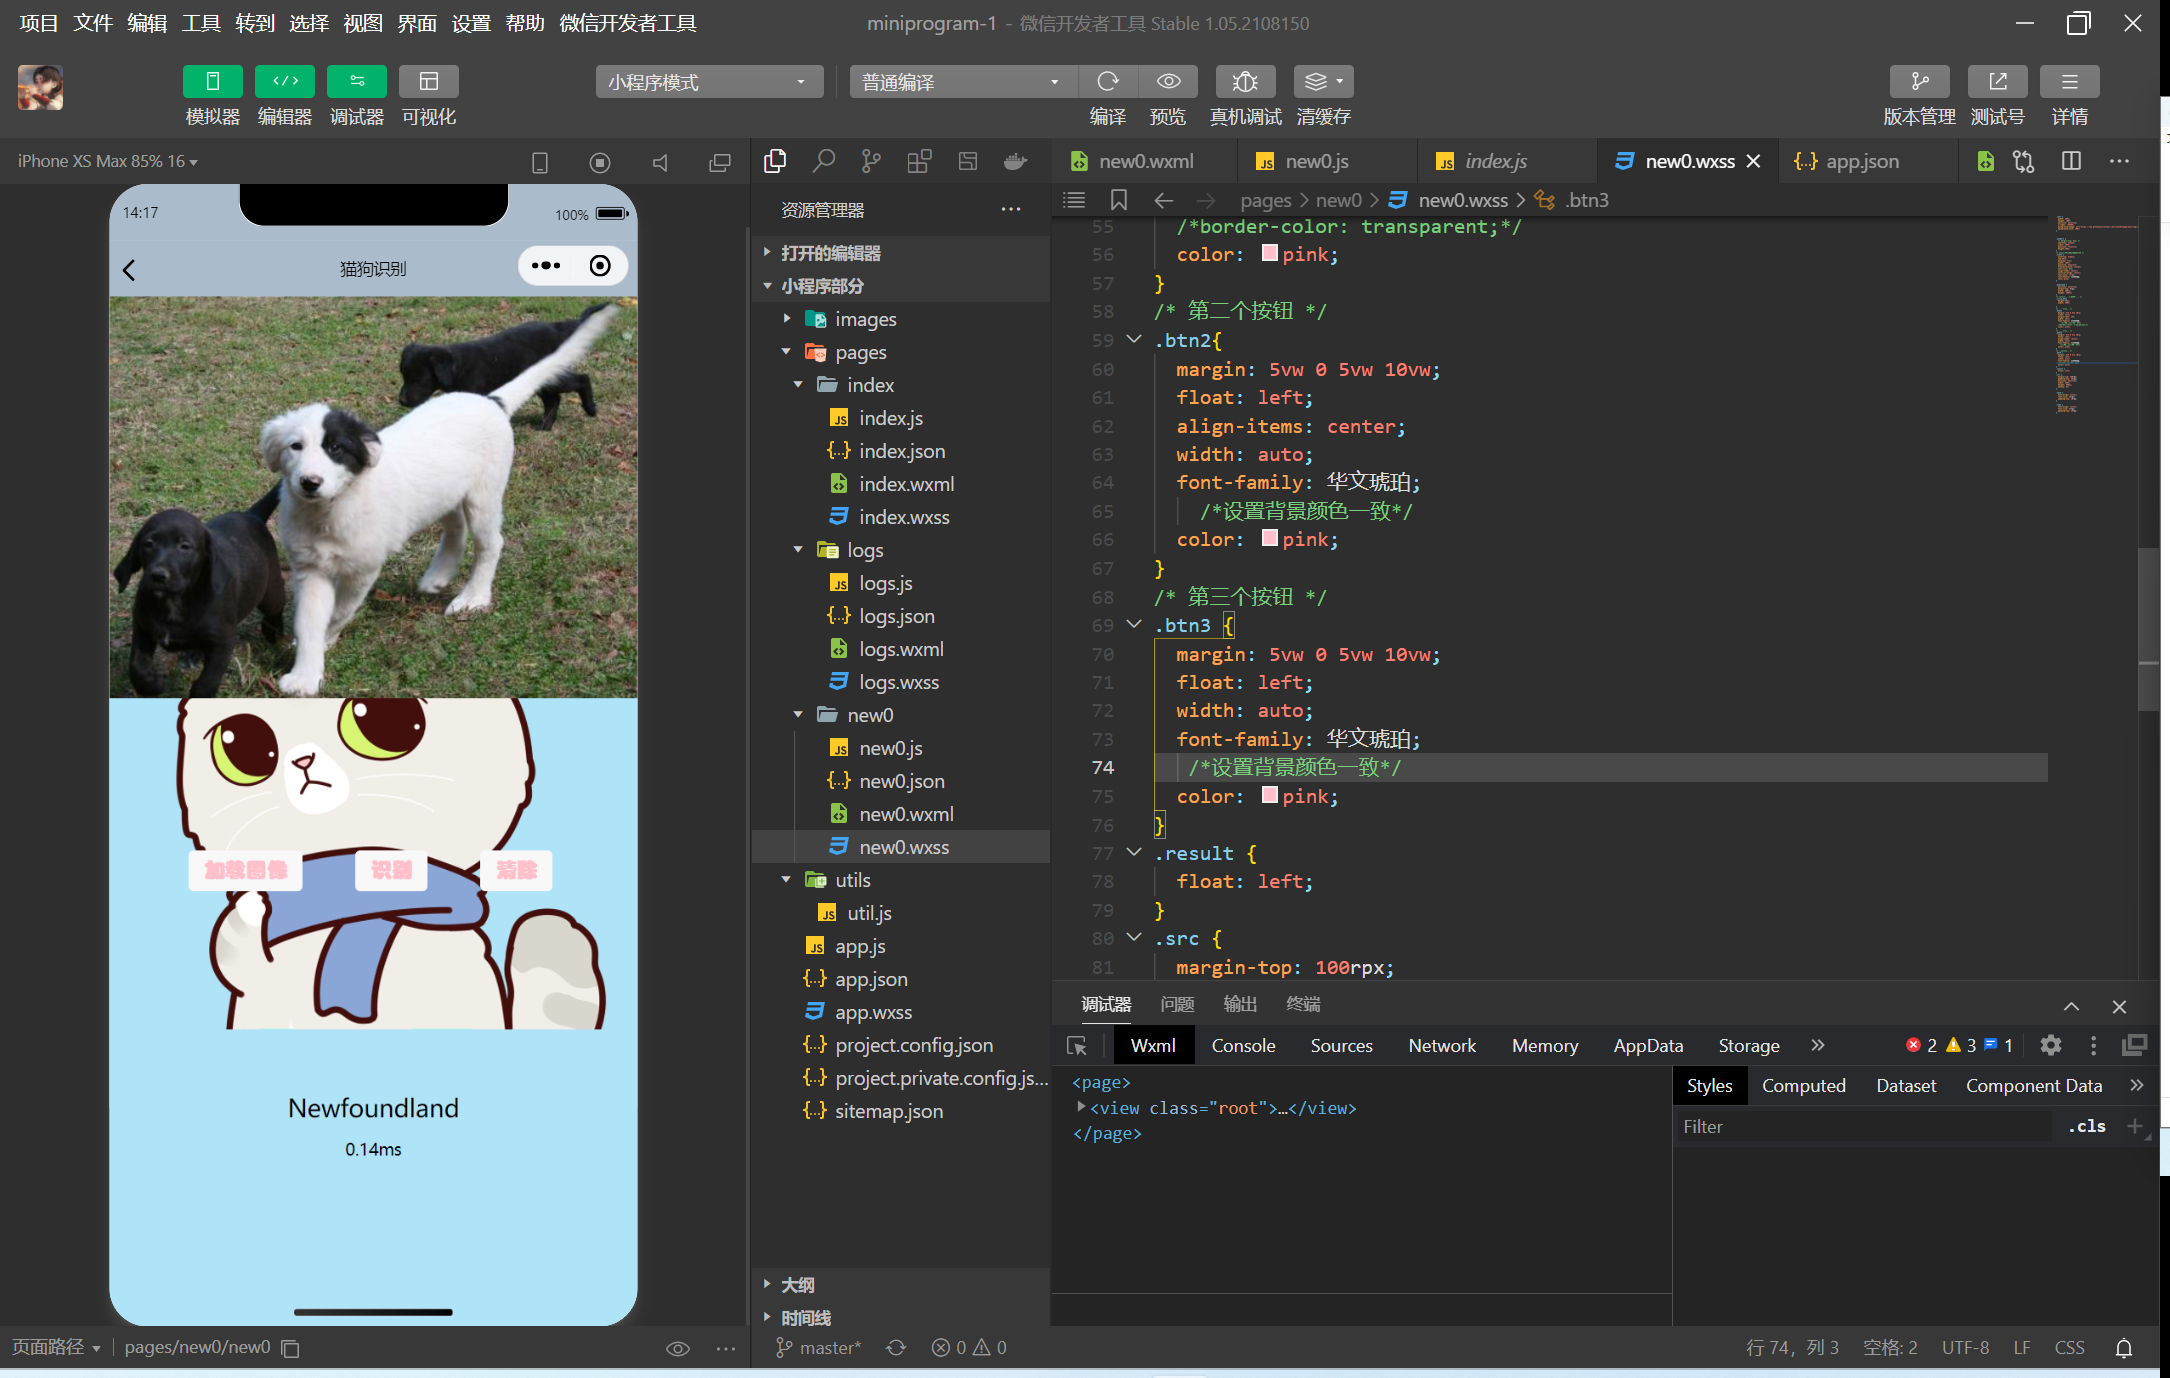 项目 文件 编辑 工具 转到 选择 视图 界面 设置 帮助 微信开发者工具
miniprogram-1 - 微信开发者工具 Stable 1.05.2108150
小程序模式
普通编译
模拟器 编辑器 调试器 可视化
编译 预览 真机调试 清缓存
版本管理 测试号 详情
iPhone XS Max 85% 16
14:17
100%
猫狗识别
加载图像
识别
清除
Newfoundland
0.14ms
页面路径
pages/new0/new0
资源管理器
打开的编辑器
小程序部分
images
pages
index
index.js
index.json
index.wxml
index.wxss
logs
logs.js
logs.json
logs.wxml
logs.wxss
new0
new0.js
new0.json
new0.wxml
new0.wxss
utils
util.js
app.js
app.json
app.wxss
project.config.json
project.private.config.js...
sitemap.json
大纲
时间线
master*
0 0
new0.wxml
new0.js
index.js
new0.wxss
app.json
pages > new0 > new0.wxss > .btn3
55 /*border-color: transparent;*/
56 color: pink;
57 }
58 /* 第二个按钮 */
59 .btn2{
60 margin: 5vw 0 5vw 10vw;
61 float: left;
62 align-items: center;
63 width: auto;
64 font-family: 华文琥珀;
65 /*设置背景颜色一致*/
66 color: pink;
67 }
68 /* 第三个按钮 */
69 .btn3 {
70 margin: 5vw 0 5vw 10vw;
71 float: left;
72 width: auto;
73 font-family: 华文琥珀;
74 /*设置背景颜色一致*/
75 color: pink;
76 }
77 .result {
78 float: left;
79 }
80 .src {
81 margin-top: 100rpx;
调试器 问题 输出 终端
Wxml Console Sources Network Memory AppData Storage
2 3 1
<page>
<view class="root">…</view>
</page>
Styles Computed Dataset Component Data
Filter
.cls
行 74，列 3 空格: 2 UTF-8 LF CSS